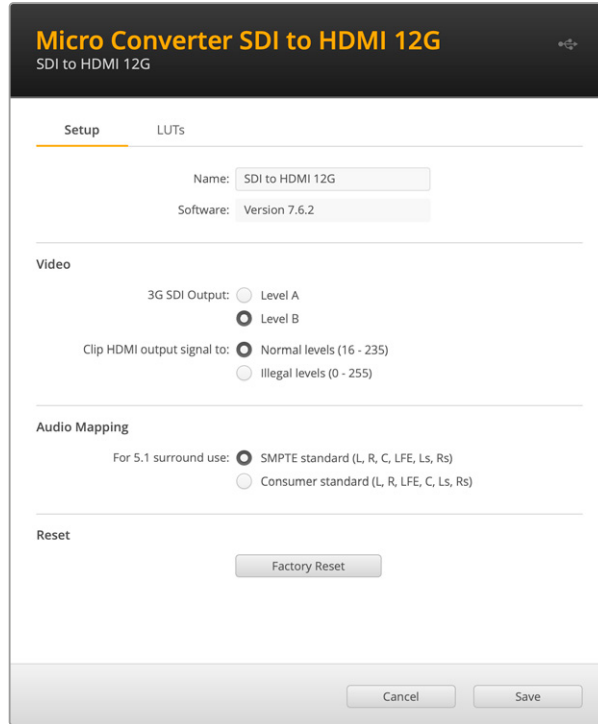 Micro Converter SDI to HDMI 12G
SDI to HDMI 12G
Setup LUTs
Name: SDI to HDMI 12G
Software: Version 7.6.2
Video
3G SDI Output: Level A
Level B
Clip HDMI output signal to: Normal levels (16 - 235)
Illegal levels (0 - 255)
Audio Mapping
For 5.1 surround use: SMPTE standard (L, R, C, LFE, Ls, Rs)
Consumer standard (L, R, LFE, C, Ls, Rs)
Reset
Factory Reset
Cancel Save